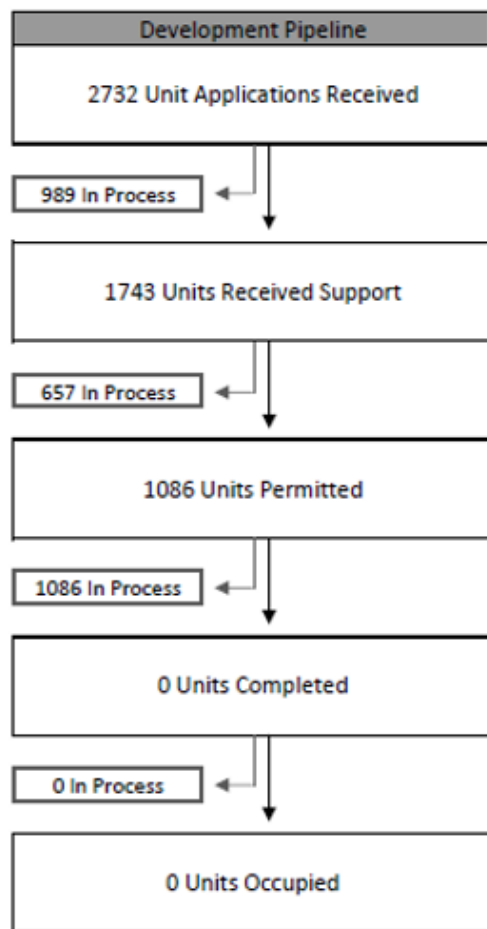 Development Pipeline
2732 Unit Applications Received
989 In Process
1743 Units Received Support
657 In Process
1086 Units Permitted
1086 In Process
0 Units Completed
0 In Process
0 Units Occupied